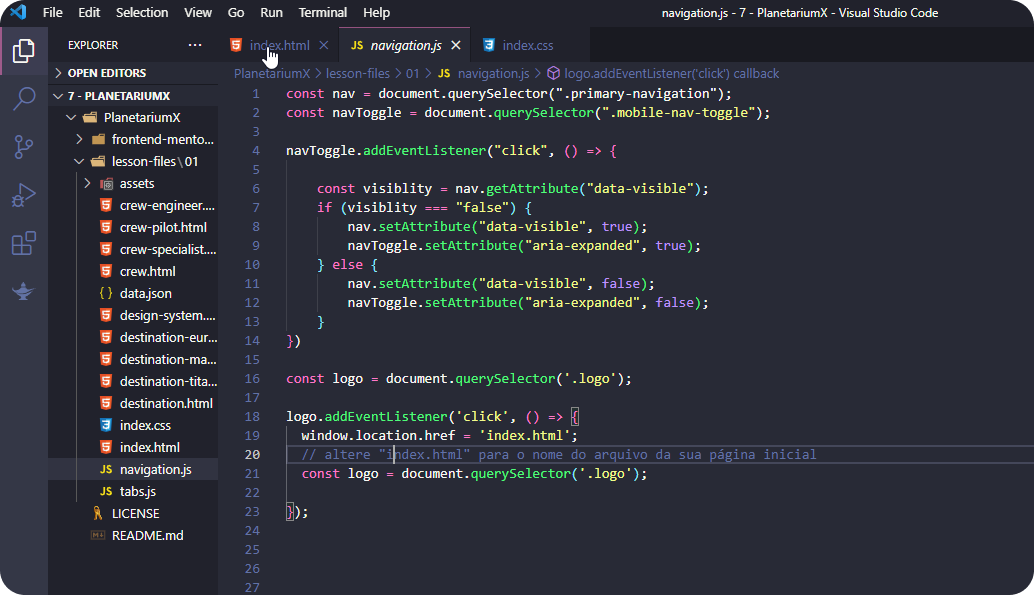 File Edit Selection View Go Run Terminal Help navigation.js - 7 - PlanetariumX - Visual Studio Code
EXPLORER ··· index.html navigation.js index.css
OPEN EDITORS
PlanetariumX > lesson-files > 01 > JS navigation.js > logo.addEventListener('click') callback
7 - PLANETARIUMX
PlanetariumX
frontend-mento...
lesson-files\01
assets
crew-engineer....
crew-pilot.html
crew-specialist....
crew.html
data.json
design-system....
destination-eur...
destination-ma...
destination-tita...
destination.html
index.css
index.html
JS navigation.js
JS tabs.js
LICENSE
README.md
1 const nav = document.querySelector(".primary-navigation");
2 const navToggle = document.querySelector(".mobile-nav-toggle");
3
4 navToggle.addEventListener("click", () => {
5
6 const visiblity = nav.getAttribute("data-visible");
7 if (visiblity === "false") {
8 nav.setAttribute("data-visible", true);
9 navToggle.setAttribute("aria-expanded", true);
10 } else {
11 nav.setAttribute("data-visible", false);
12 navToggle.setAttribute("aria-expanded", false);
13 }
14 })
15
16 const logo = document.querySelector('.logo');
17
18 logo.addEventListener('click', () => {
19 window.location.href = 'index.html';
20 // altere "index.html" para o nome do arquivo da sua página inicial
21 const logo = document.querySelector('.logo');
22
23 });
24
25
26
27